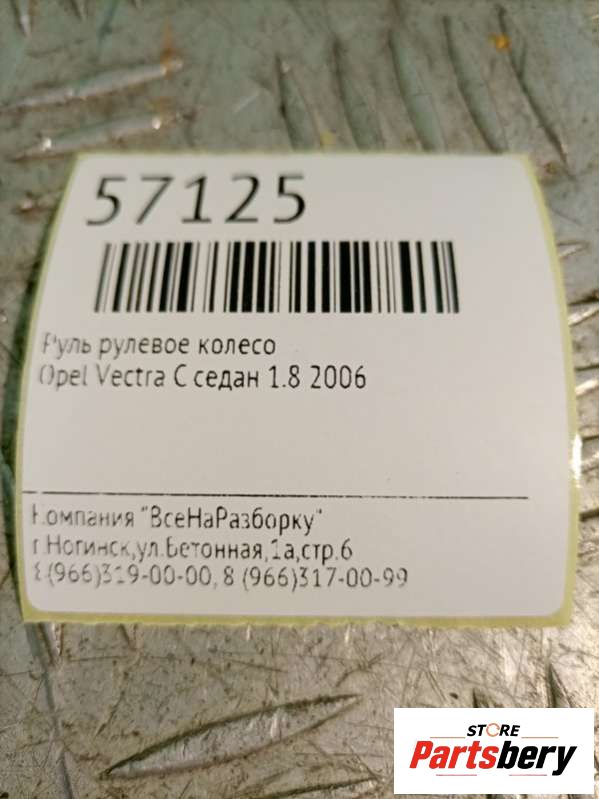 57125
Руль рулевое колесо
Opel Vectra C седан 1.8 2006
Компания "ВсеНаРазборку"
г.Ногинск,ул.Бетонная,1а,стр.6
8(966)319-00-00, 8 (966)317-00-99
STORE
Partsbery